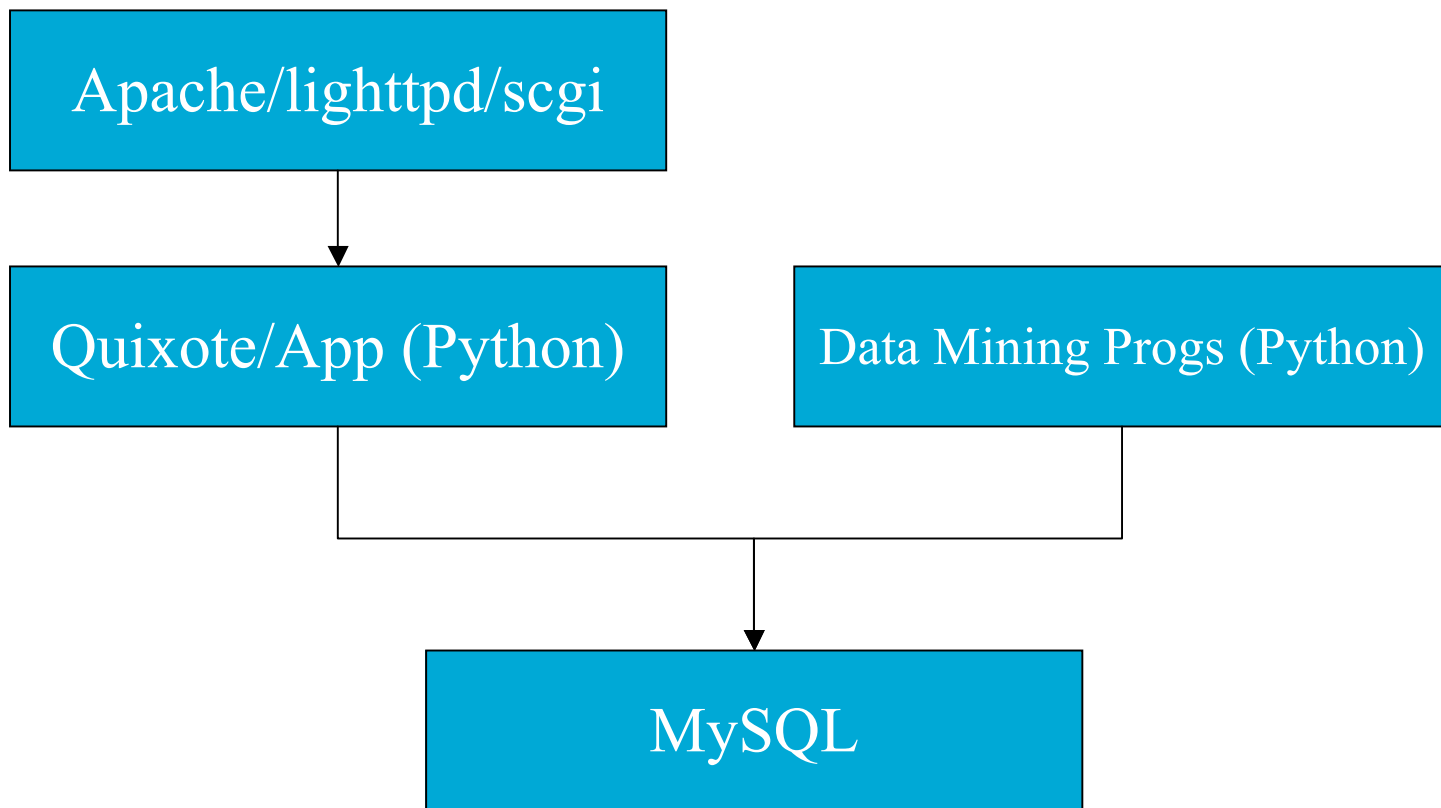 Apache/lighttpd/scgi
Quixote/App (Python)
Data Mining Progs (Python)
MySQL